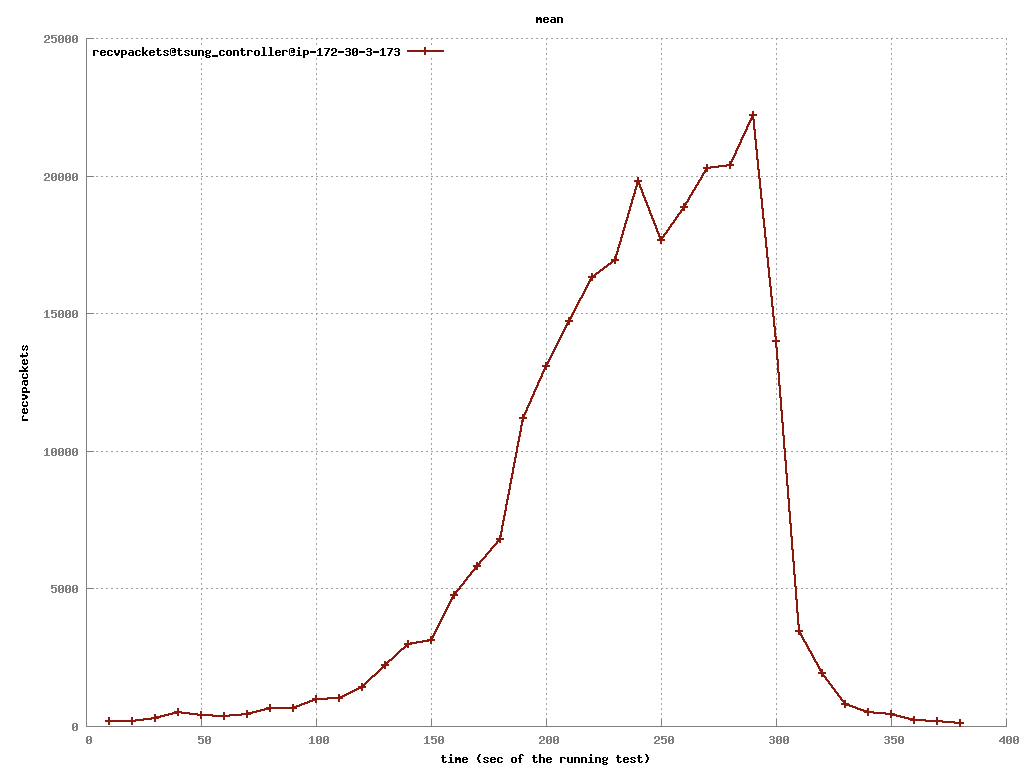 mean
25000
recvpackets@tsung_controller@ip-172-30-3-173
20000
15000
recvpackets
10000
5000
0
0 50 100 150 200 250 300 350 400
time (sec of the running test)